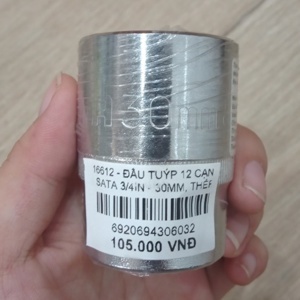 16612 - ĐẦU TUÝP 12 CẠN
SATA 3/4IN - 30MM, THÉP
6920694306032
105.000 VNĐ